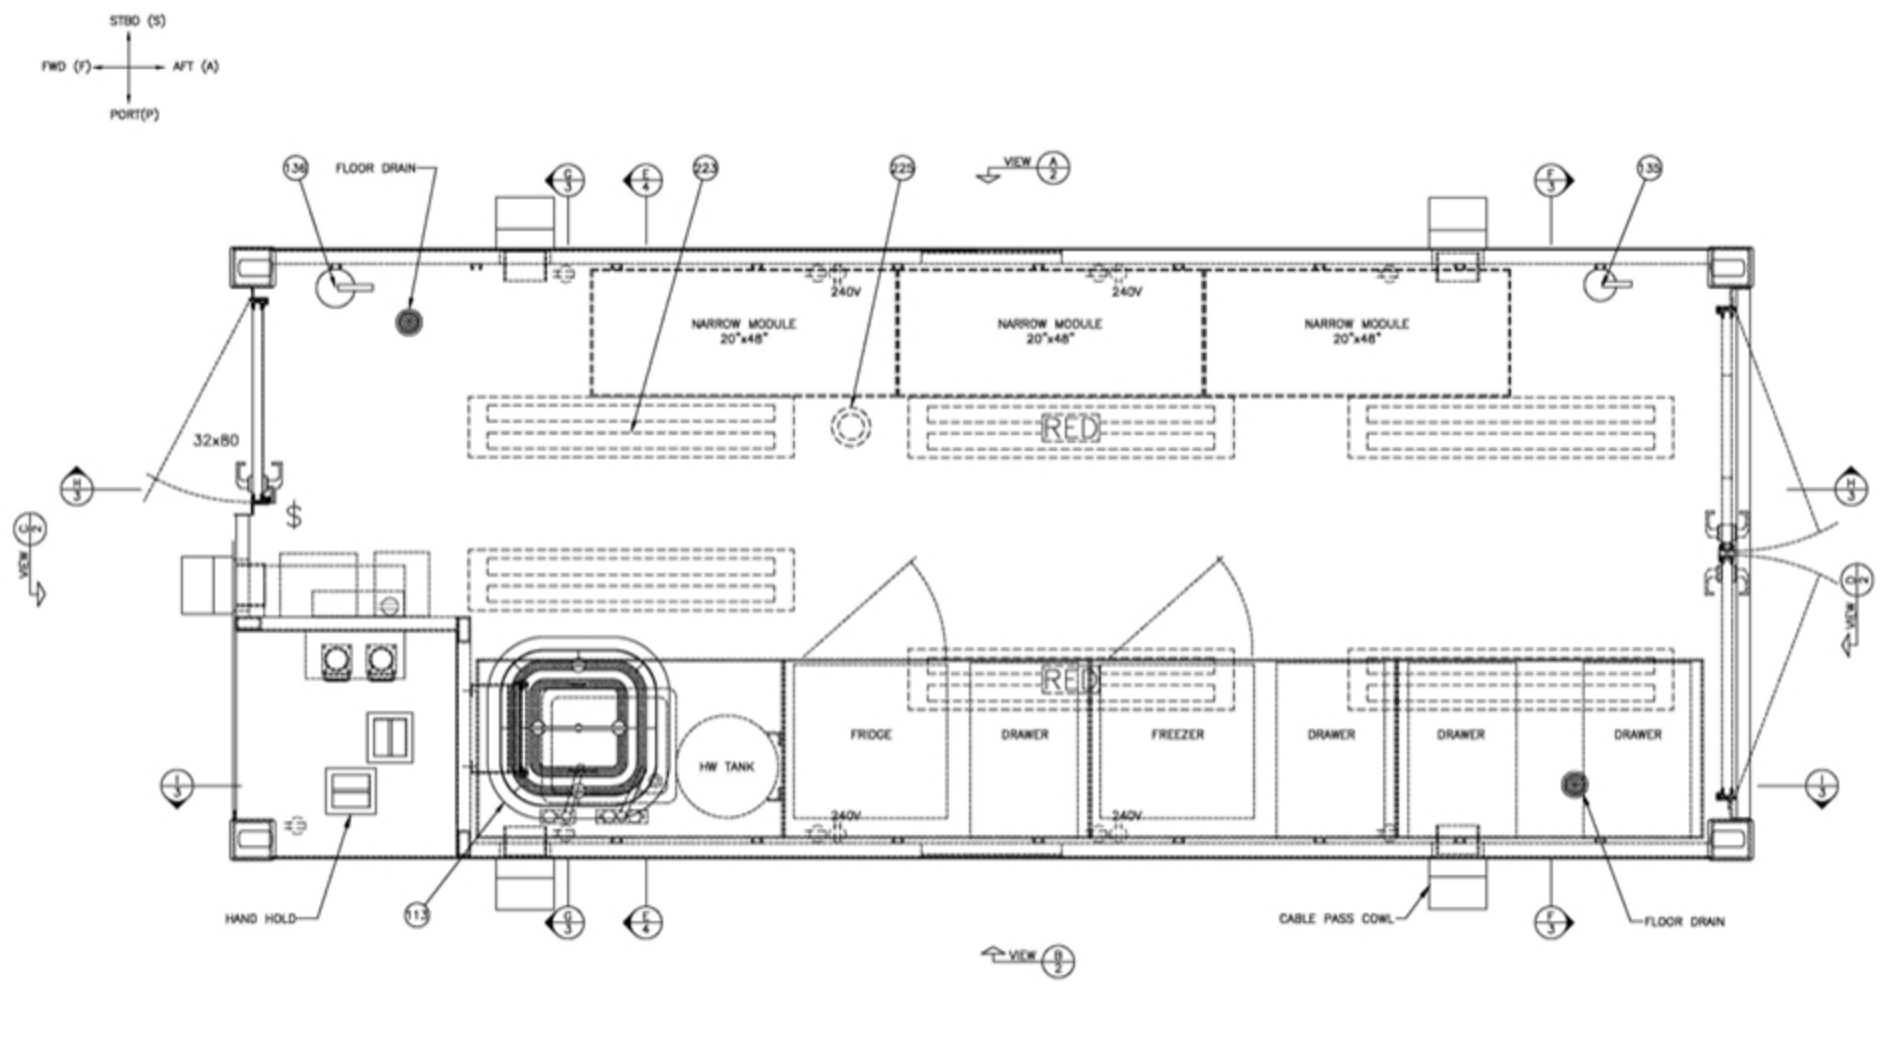 STBD (S)
FWD (F)
AFT (A)
PORT(P)
136
FLOOR DRAIN
G
3
E
4
223
225
VIEW
A
2
F
3
135
240V
240V
NARROW MODULE
20"x48"
NARROW MODULE
20"x48"
NARROW MODULE
20"x48"
RED
32x80
H
3
H
3
$
VIEW
C
2
VIEW
D
2
RED
FRIDGE
DRAWER
FREEZER
DRAWER
DRAWER
DRAWER
HW TANK
I
3
I
3
240V
240V
HAND HOLD
113
G
3
E
4
CABLE PASS COWL
F
3
FLOOR DRAIN
VIEW
B
2